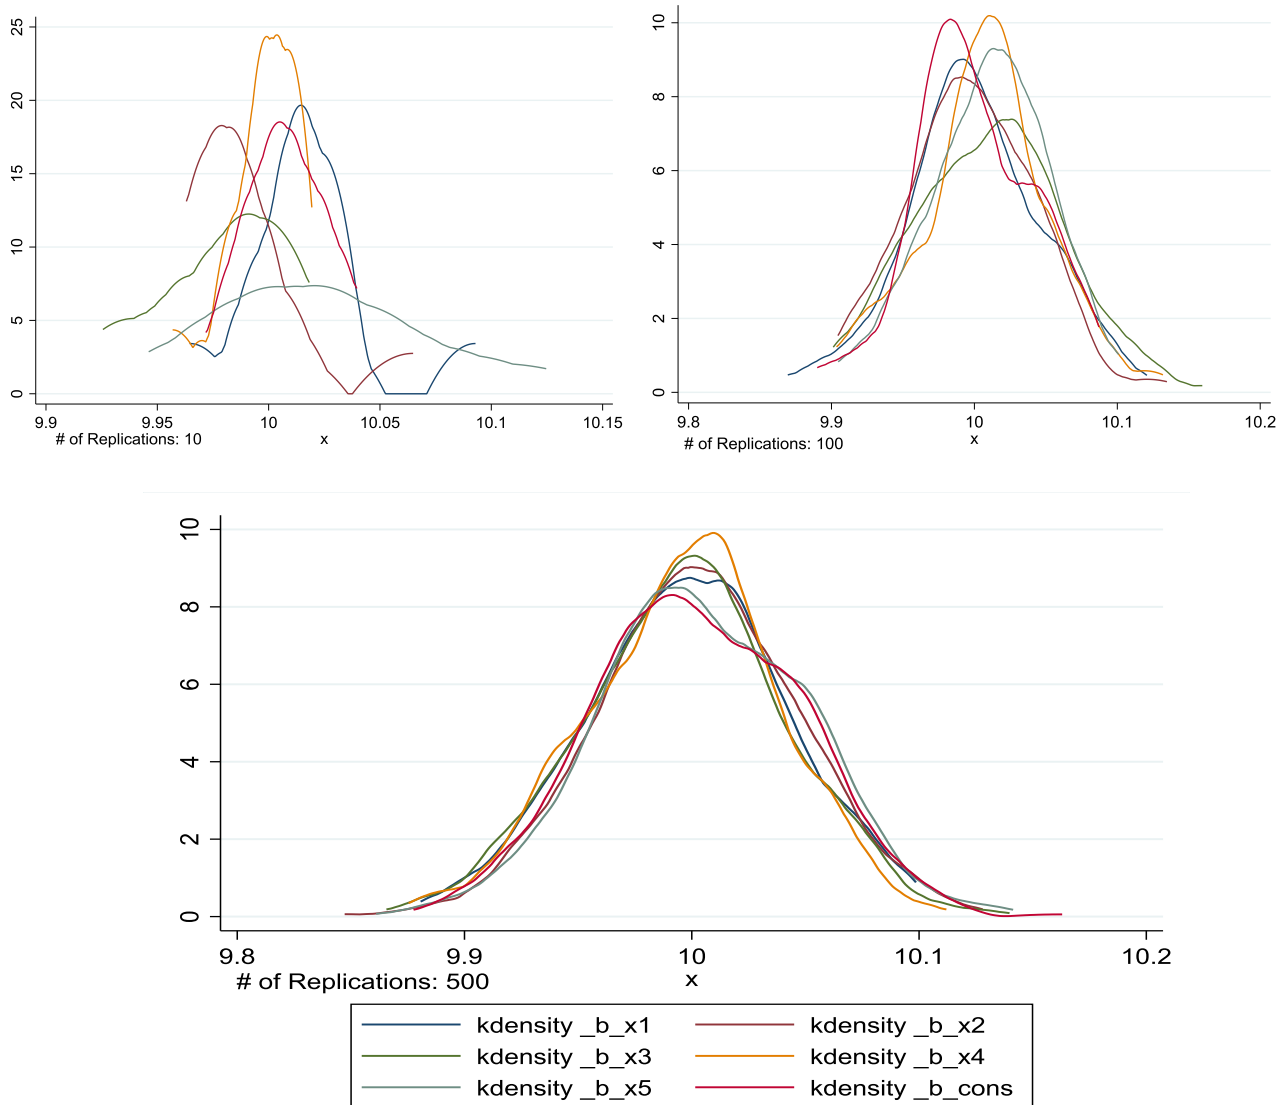 25
20
15
10
5
0
9.9 9.95 10 10.05 10.1 10.15
# of Replications: 10 x
10
8
6
4
2
0
9.8 9.9 10 10.1 10.2
# of Replications: 100 x
10
8
6
4
2
0
9.8 9.9 10 10.1 10.2
# of Replications: 500 x
kdensity _b_x1 kdensity _b_x2
kdensity _b_x3 kdensity _b_x4
kdensity _b_x5 kdensity _b_cons